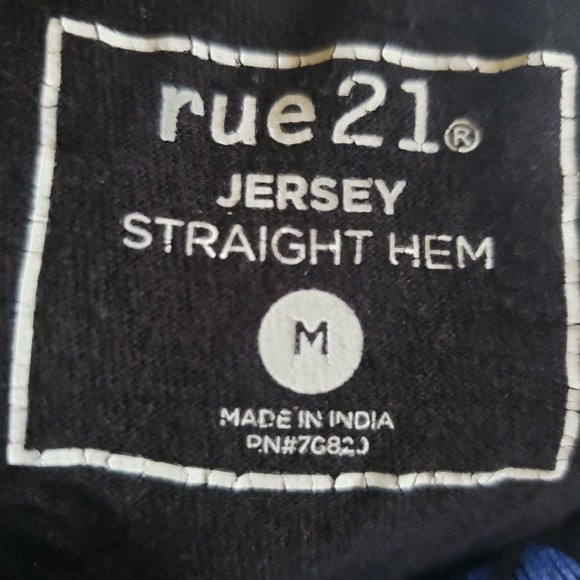 rue21®
JERSEY
STRAIGHT HEM
M
MADE IN INDIA